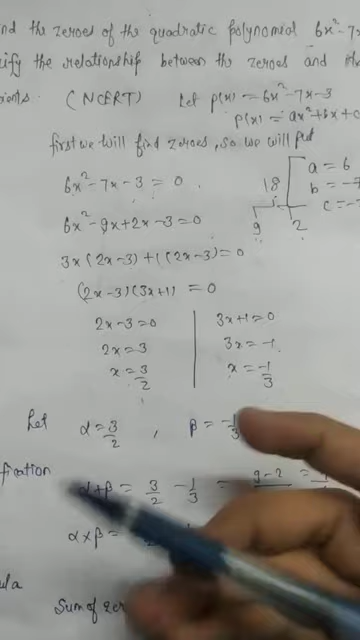 nd the zeroes of the quadratic polynomial 6x²-7x
ify the relationship between the zeroes and the
ients. (NCERT) Let p(x) = 6x²-7x-3
p(x) = ax²+bx+c
first we will find zeroes, so we will put
6x²-7x-3=0
18
a=6
b=-7
c=-
9 2
6x²-9x+2x-3=0
3x(2x-3)+1(2x-3)=0
(2x-3)(3x+1)=0
2x-3=0
2x=3
x=3/2
3x+1=0
3x=-1
x=-1/3
Let α=3/2 , β=-1/3
fication
α+β= 3/2 -1/3 = 9-2
α×β=
ula
Sum of